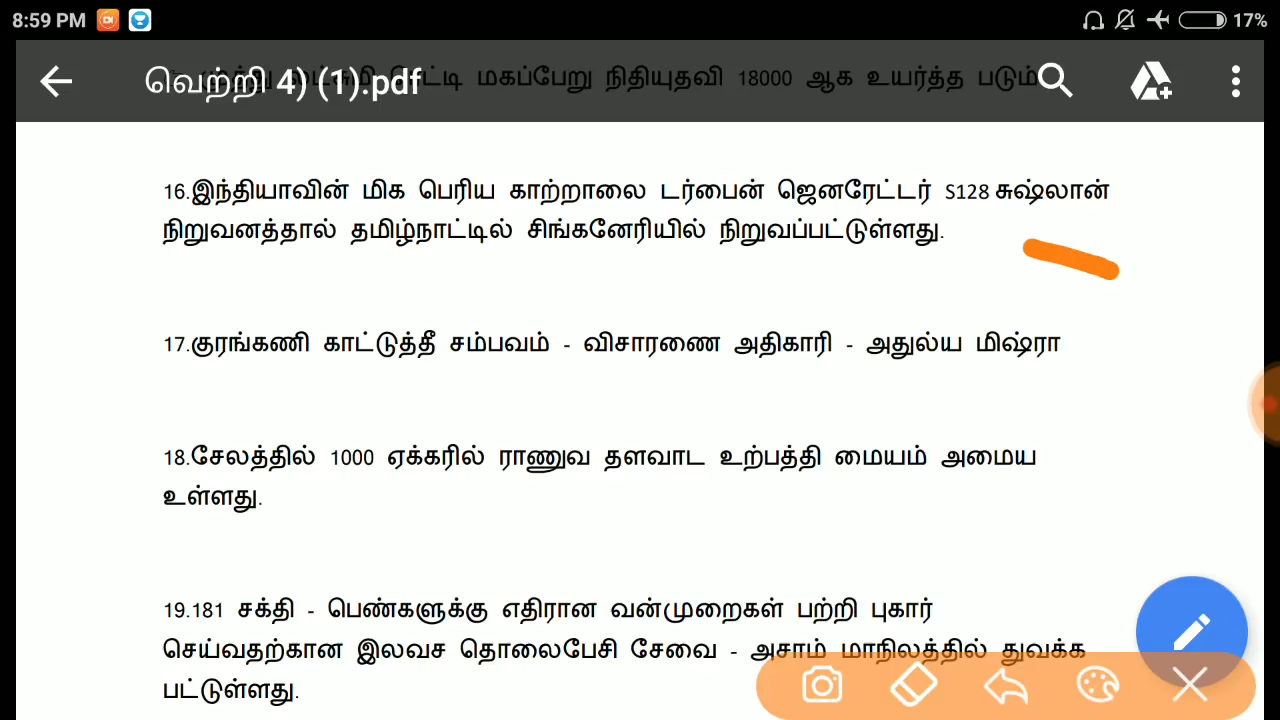 8:59 PM 17%
மகப்பேறு நிதியுதவி 18000 ஆக உயர்த்த படும்
வெற்றி 4) (1).pdf
16.இந்தியாவின் மிக பெரிய காற்றாலை டர்பைன் ஜெனரேட்டர் S128 சுஷ்லான்
நிறுவனத்தால் தமிழ்நாட்டில் சிங்கனேரியில் நிறுவப்பட்டுள்ளது.
17.குரங்கணி காட்டுத்தீ சம்பவம் - விசாரணை அதிகாரி - அதுல்ய மிஷ்ரா
18.சேலத்தில் 1000 ஏக்கரில் ராணுவ தளவாட உற்பத்தி மையம் அமைய
உள்ளது.
19.181 சக்தி - பெண்களுக்கு எதிரான வன்முறைகள் பற்றி புகார்
செய்வதற்கான இலவச தொலைபேசி சேவை - அசாம் மாநிலத்தில் துவக்க
பட்டுள்ளது.